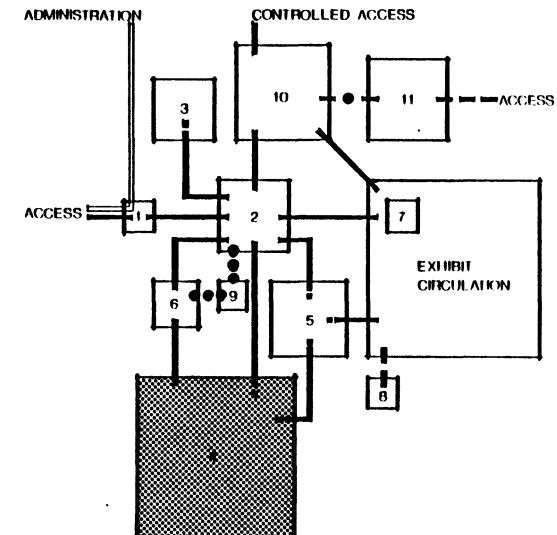 ADMINISTRATION
CONTROLLED ACCESS
3
10
11
ACCESS
ACCESS
1
2
7
EXHIBIT
CIRCULATION
6
9
5
8